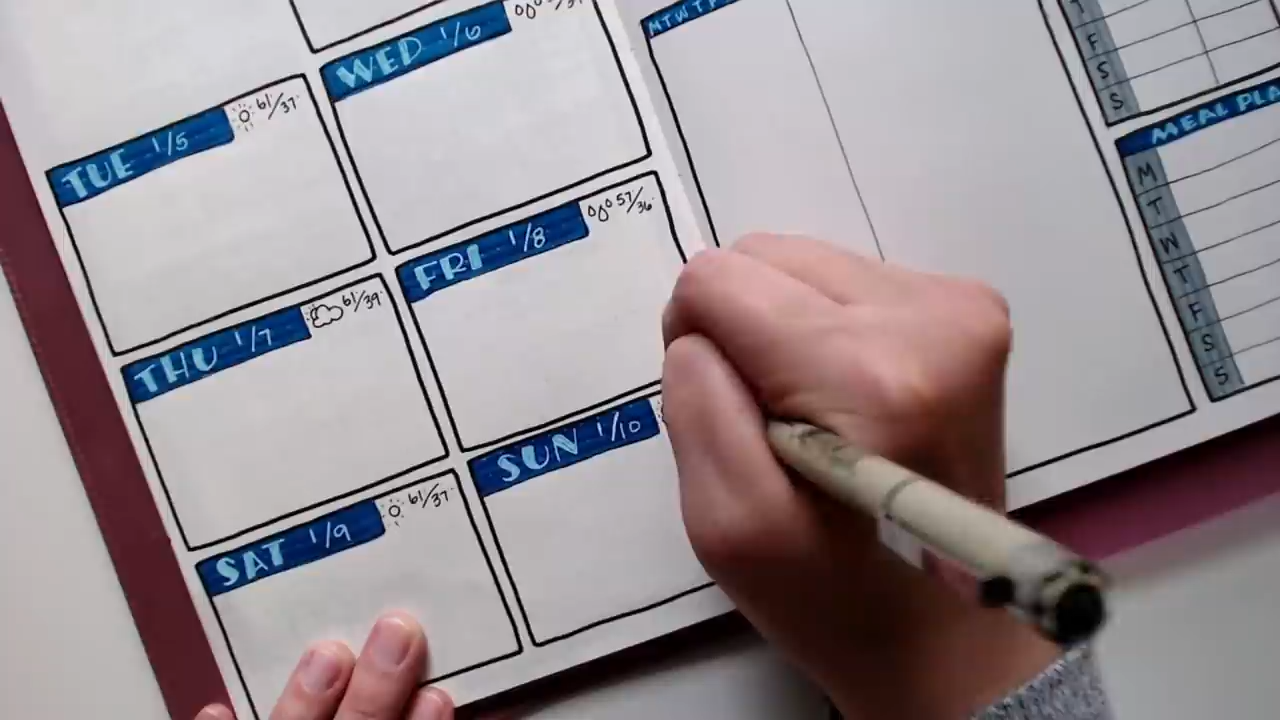 WED 1/6
TUE 1/5 61/37
FRI 1/8 57/36
THU 1/7 61/39
SUN 1/10
SAT 1/9 61/37
M T W T F
F
S
S
MEAL PLA
M
T
W
T
F
S
S